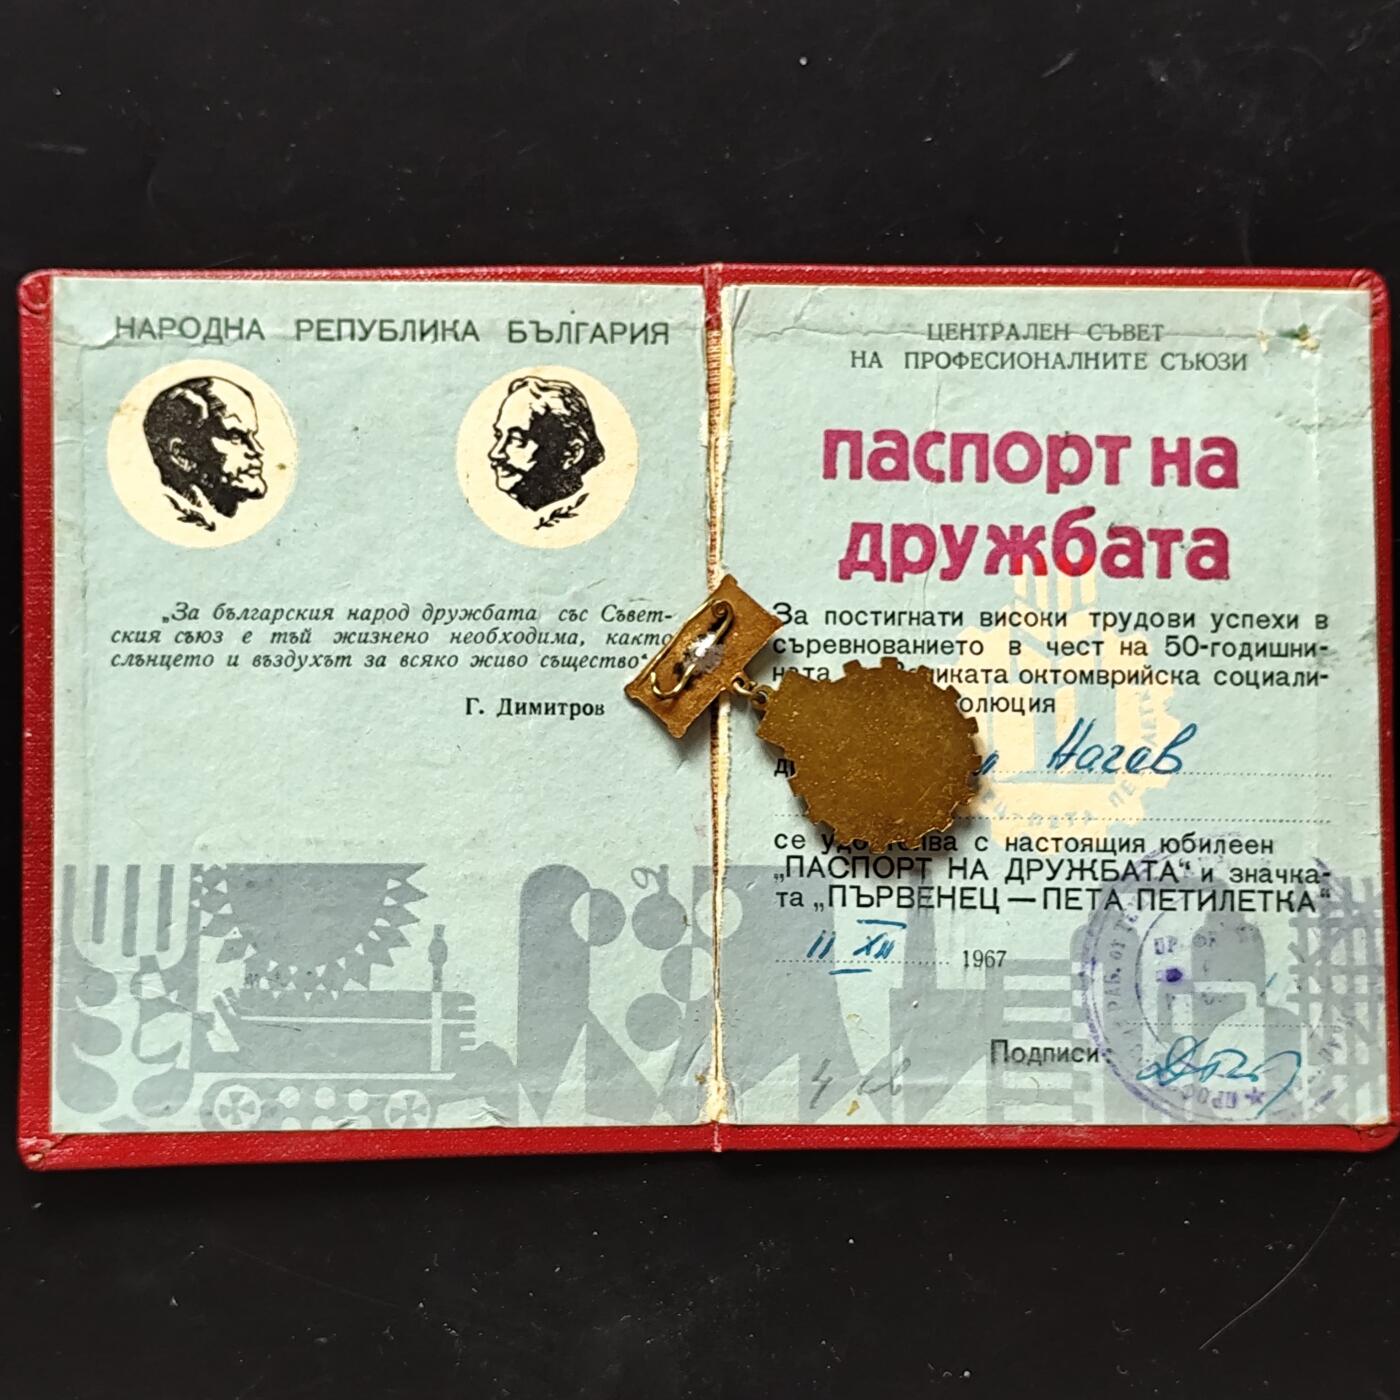 НАРОДНА РЕПУБЛИКА БЪЛГАРИЯ
„За българския народ дружбата със Съвет-
ския съюз е тъй жизнено необходима, както
слънцето и въздухът за всяко живо същество“
Г. Димитров
ЦЕНТРАЛЕН СЪВЕТ
НА ПРОФЕСИОНАЛНИТЕ СЪЮЗИ
паспорт на
дружбата
За постигнати високи трудови успехи в
съревнованието в чест на 50-годишни-
ната октомврийска социали-
Нагев
се с настоящия юбилеен
„ПАСПОРТ НА ДРУЖБАТА“ и значка-
та „ПЪРВЕНЕЦ — ПЕТА ПЕТИЛЕТКА“
11 XII 1967
Подписи: